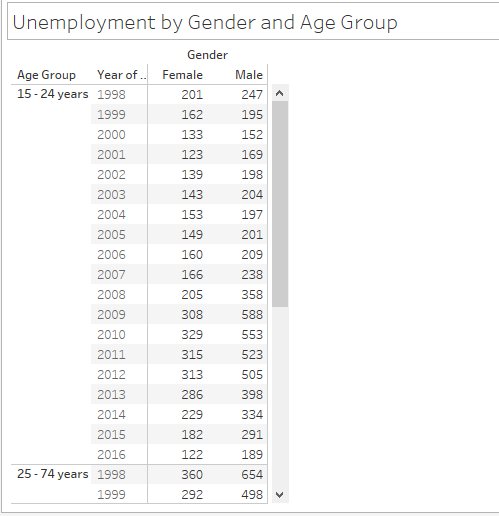 Unemployment by Gender and Age Group
Gender
Age Group Year of .. Female Male
15 - 24 years 1998 201 247
1999 162 195
2000 133 152
2001 123 169
2002 139 198
2003 143 204
2004 153 197
2005 149 201
2006 160 209
2007 166 238
2008 205 358
2009 308 588
2010 329 553
2011 315 523
2012 313 505
2013 286 398
2014 229 334
2015 182 291
2016 122 189
25 - 74 years 1998 360 654
1999 292 498